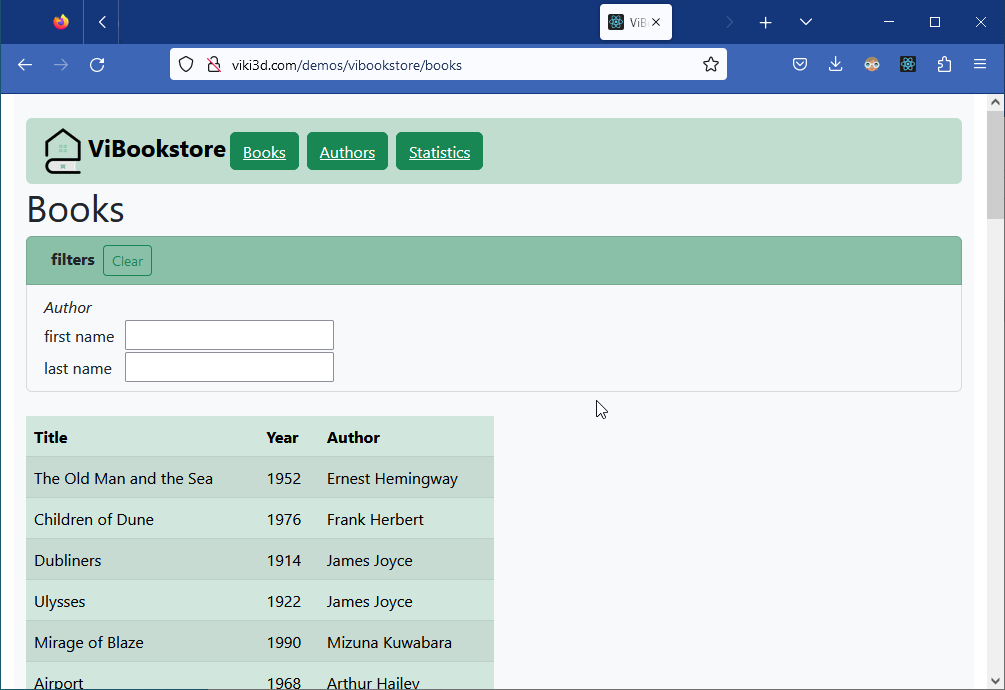 ViB
viki3d.com/demos/vibookstore/books
ViBookstore Books Authors Statistics
Books
filters Clear
Author
first name
last name
Title Year Author
The Old Man and the Sea 1952 Ernest Hemingway
Children of Dune 1976 Frank Herbert
Dubliners 1914 James Joyce
Ulysses 1922 James Joyce
Mirage of Blaze 1990 Mizuna Kuwabara
Airport 1968 Arthur Hailey